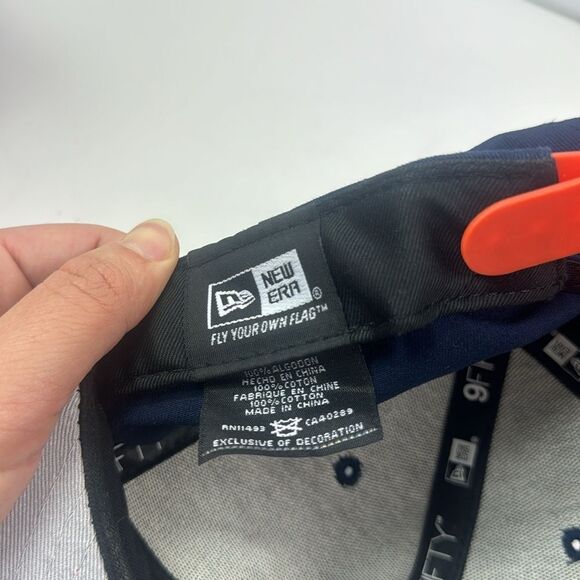 NEW
ERA®
FLY YOUR OWN FLAG™
100% ALGODON
HECHO EN CHINA
100% COTON
FABRIQUE EN CHINE
100% COTTON
MADE IN CHINA
RN11493 CA40289
EXCLUSIVE OF DECORATION
9FIFTY
FTY